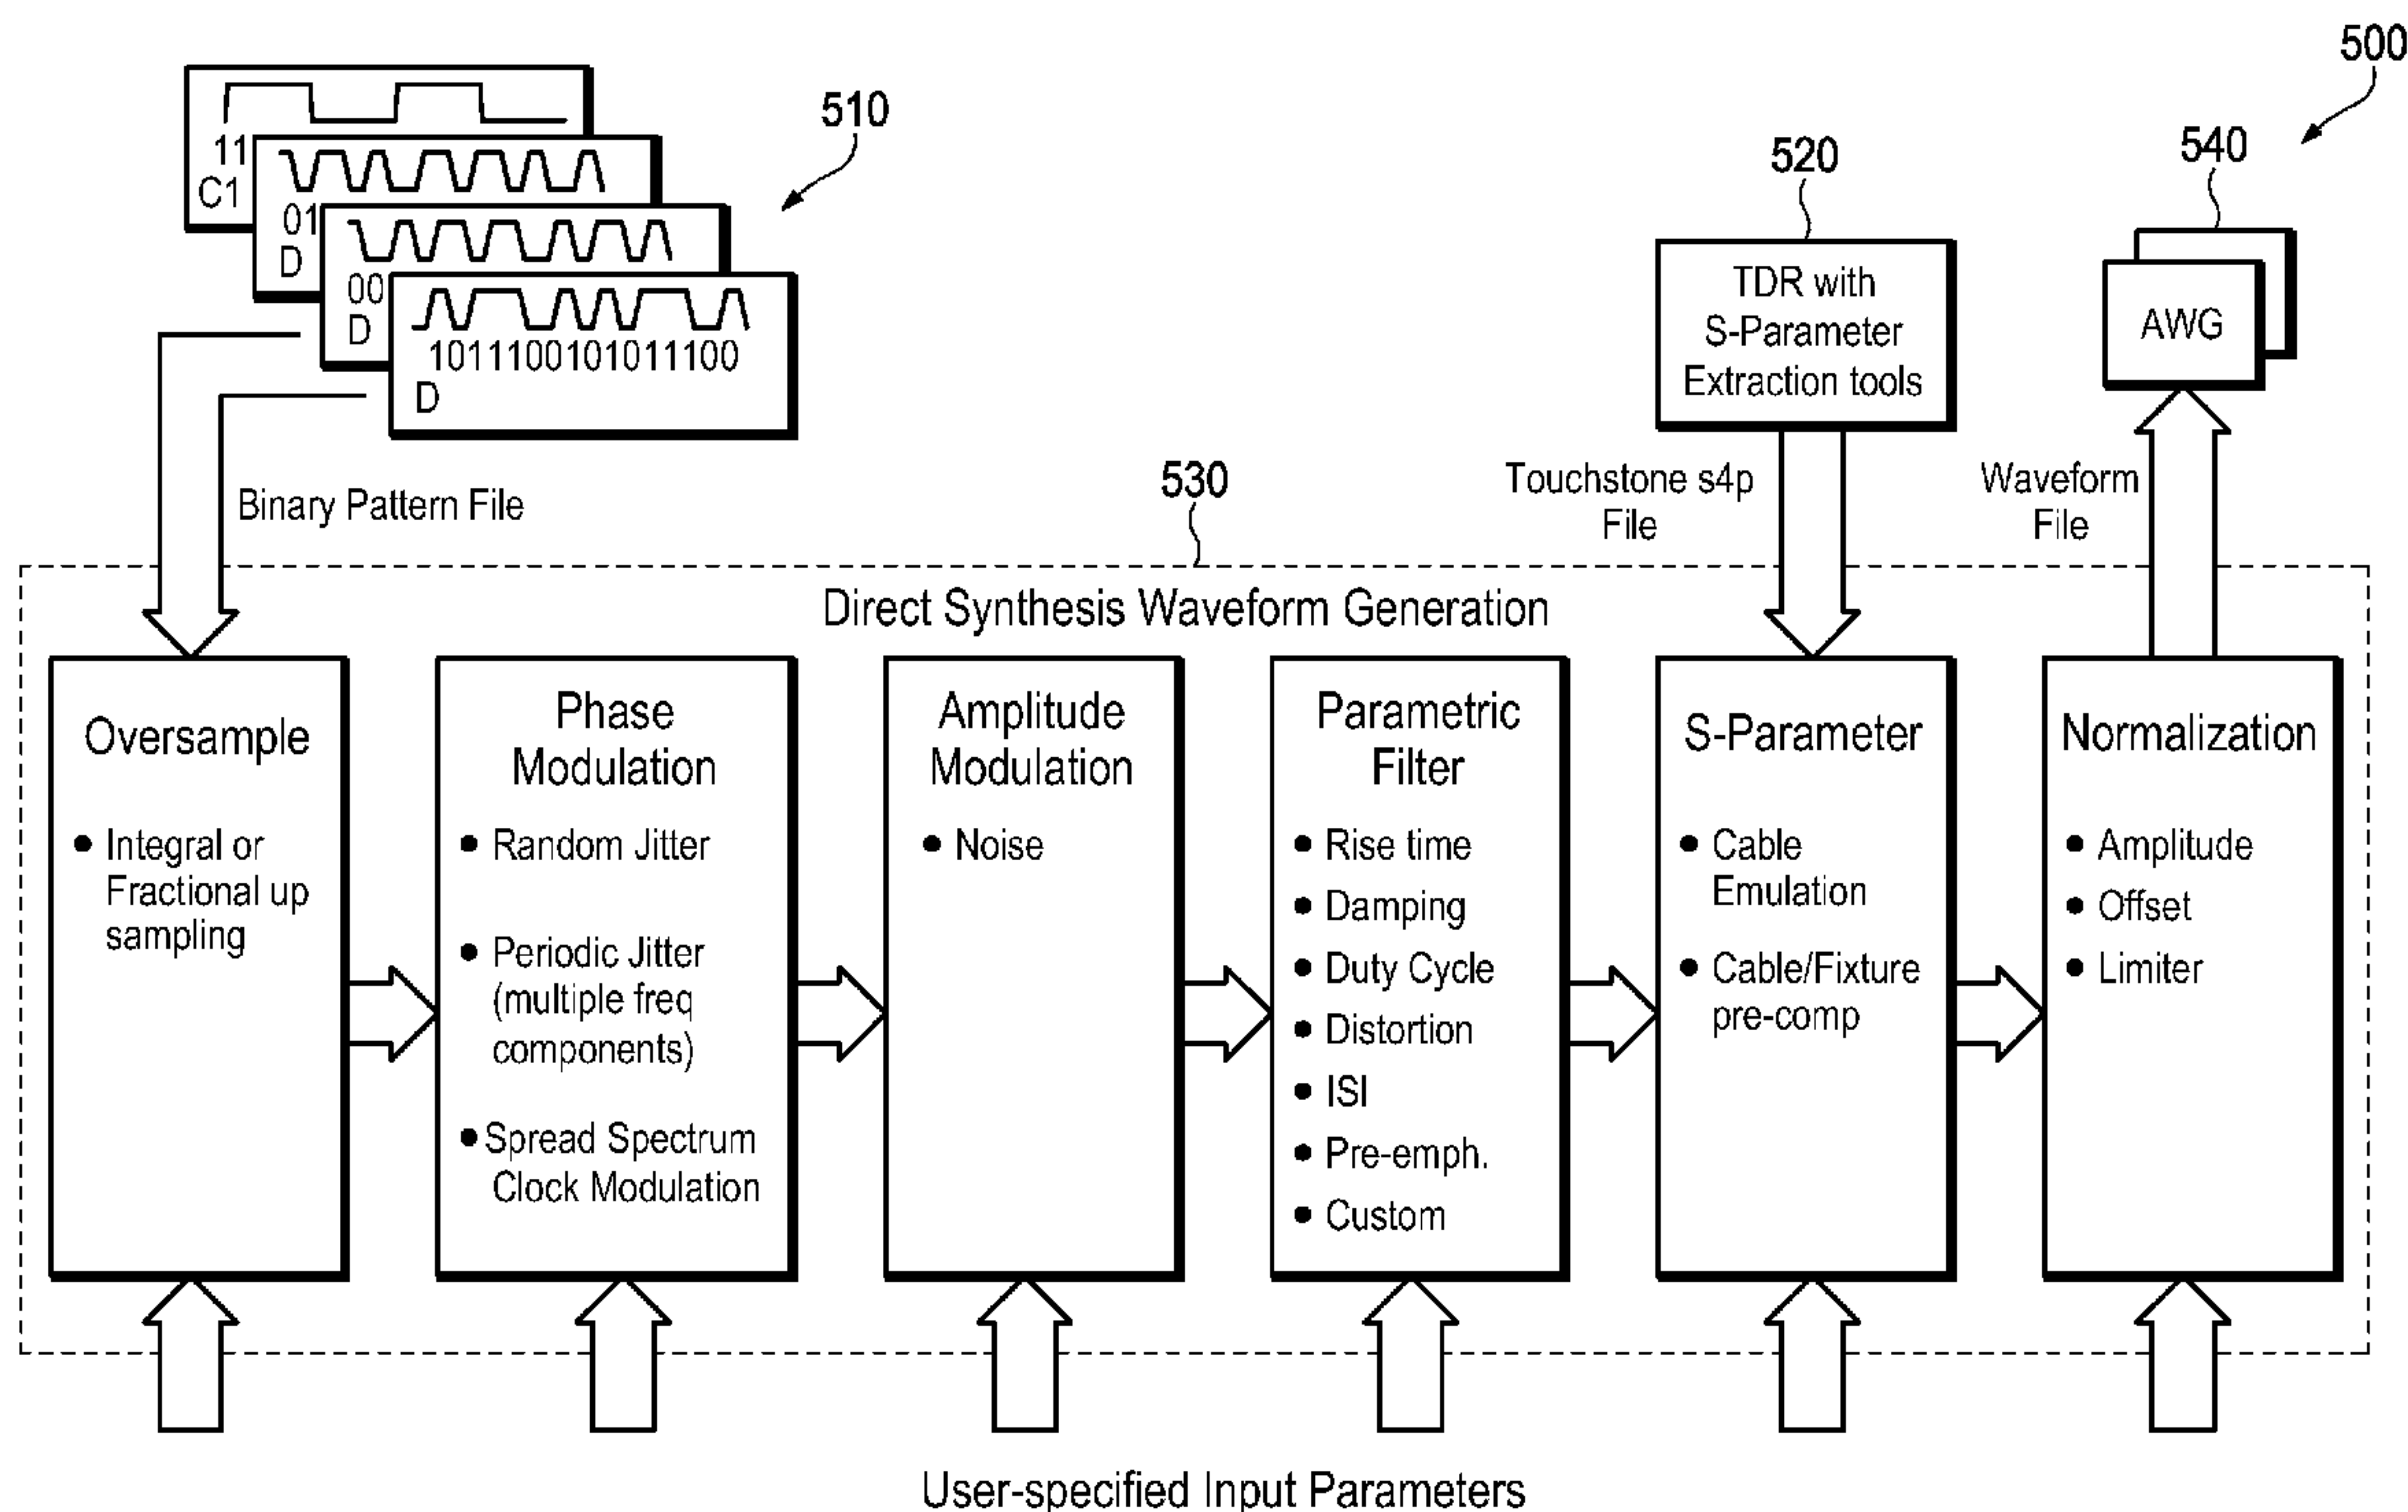 500
510
520
540
11
C1
01
D
00
D
101110010101011100
D
TDR with
S-Parameter
Extraction tools
AWG
Binary Pattern File
530
Touchstone s4p
File
Waveform
File
Direct Synthesis Waveform Generation
Oversample
• Integral or
Fractional up
sampling
Phase
Modulation
• Random Jitter
• Periodic Jitter
(multiple freq
components)
• Spread Spectrum
Clock Modulation
Amplitude
Modulation
• Noise
Parametric
Filter
• Rise time
• Damping
• Duty Cycle
• Distortion
• ISI
• Pre-emph.
• Custom
S-Parameter
• Cable
Emulation
• Cable/Fixture
pre-comp
Normalization
• Amplitude
• Offset
• Limiter
User-specified Input Parameters